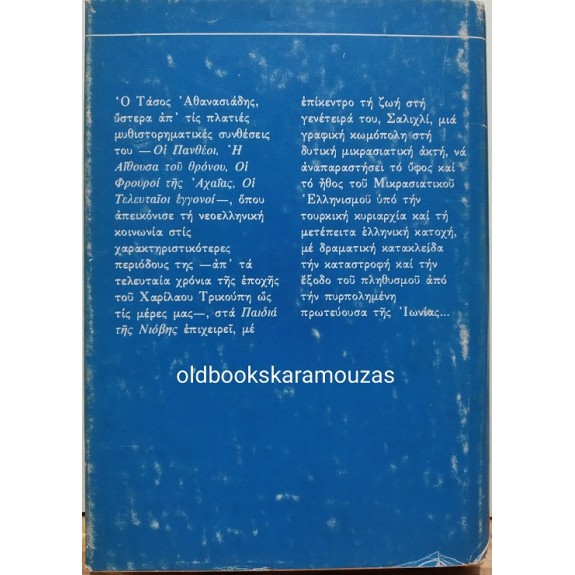 Ὁ Τάσος Ἀθανασιάδης,
ὕστερα ἀπ' τίς πλατιές
μυθιστορηματικές συνθέσεις
του —Οἱ Πανθέοι, Ἡ
Αἴθουσα τοῦ θρόνου, Οἱ
Φρουροί τῆς Ἀχαΐας, Οἱ
Τελευταῖοι ἐγγονοί—, ὅπου
ἀπεικόνισε τή νεοελληνική
κοινωνία στίς
χαρακτηριστικότερες
περιόδους της —ἀπ' τά
τελευταία χρόνια τῆς ἐποχῆς
τοῦ Χαρίλαου Τρικούπη ὥς
τίς μέρες μας—, στά Παιδιά
τῆς Νιόβης ἐπιχειρεῖ, μέ
ἐπίκεντρο τή ζωή στή
γενέτειρά του, Σαλιχλί, μιά
γραφική κωμόπολη στή
δυτική μικρασιατική ἀκτή, νά
ἀναπαραστήσει τό ὕφος καί
τό ἦθος τοῦ Μικρασιατικοῦ
Ἑλληνισμοῦ ὑπό τήν
τουρκική κυριαρχία καί τή
μετέπειτα ἑλληνική κατοχή,
μέ δραματική κατακλείδα
τήν καταστροφή καί τήν
ἔξοδο τοῦ πληθυσμοῦ ἀπό
τήν πυρπολημένη
πρωτεύουσα τῆς Ἰωνίας...
oldbookskaramouzas